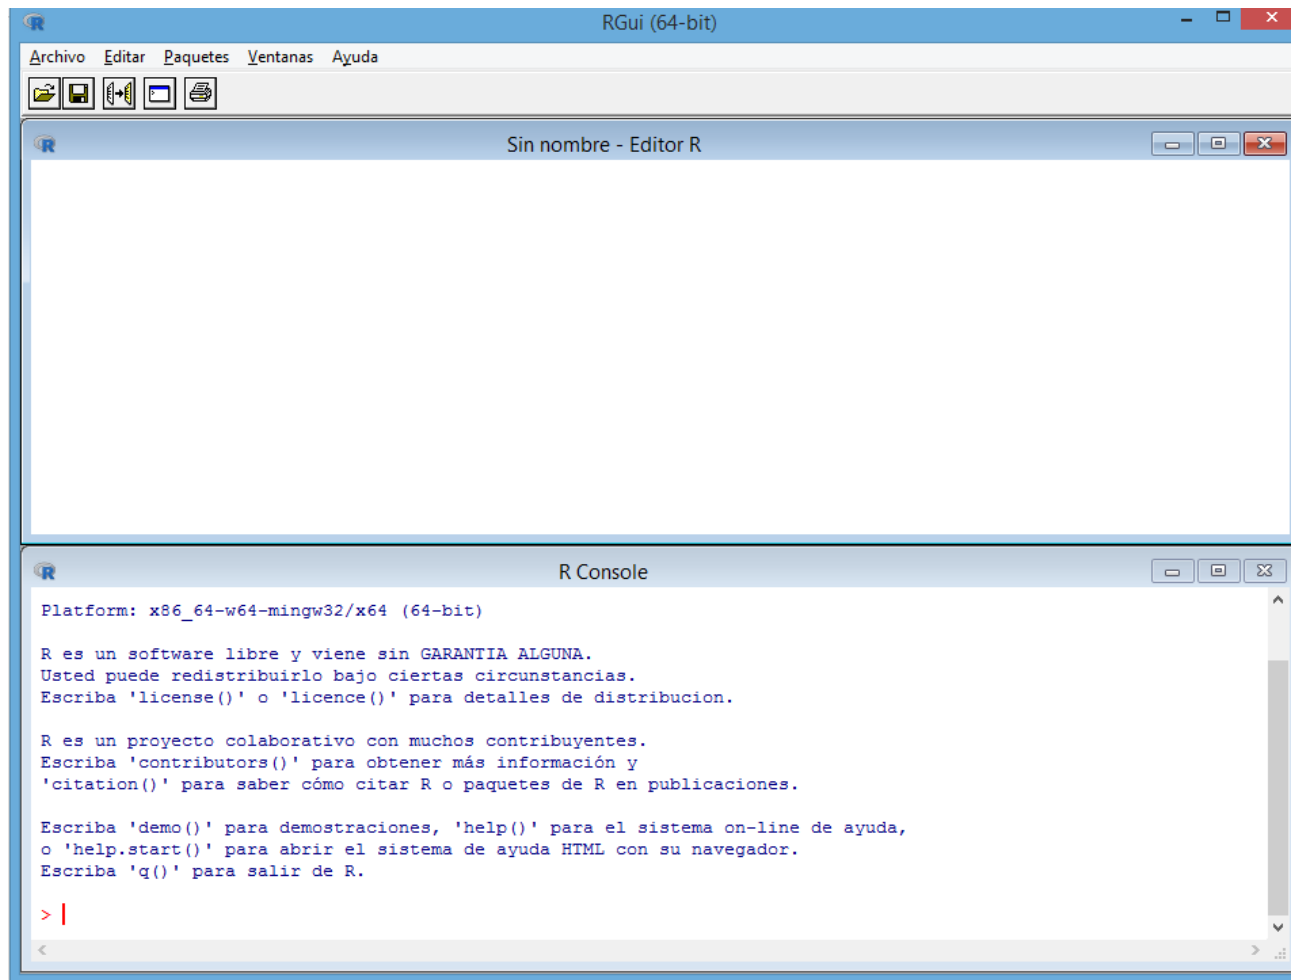 RGui (64-bit)
Archivo Editar Paquetes Ventanas Ayuda
Sin nombre - Editor R
R Console
Platform: x86_64-w64-mingw32/x64 (64-bit)
R es un software libre y viene sin GARANTIA ALGUNA.
Usted puede redistribuirlo bajo ciertas circunstancias.
Escriba 'license()' o 'licence()' para detalles de distribucion.
R es un proyecto colaborativo con muchos contribuyentes.
Escriba 'contributors()' para obtener más información y
'citation()' para saber cómo citar R o paquetes de R en publicaciones.
Escriba 'demo()' para demostraciones, 'help()' para el sistema on-line de ayuda,
o 'help.start()' para abrir el sistema de ayuda HTML con su navegador.
Escriba 'q()' para salir de R.
>